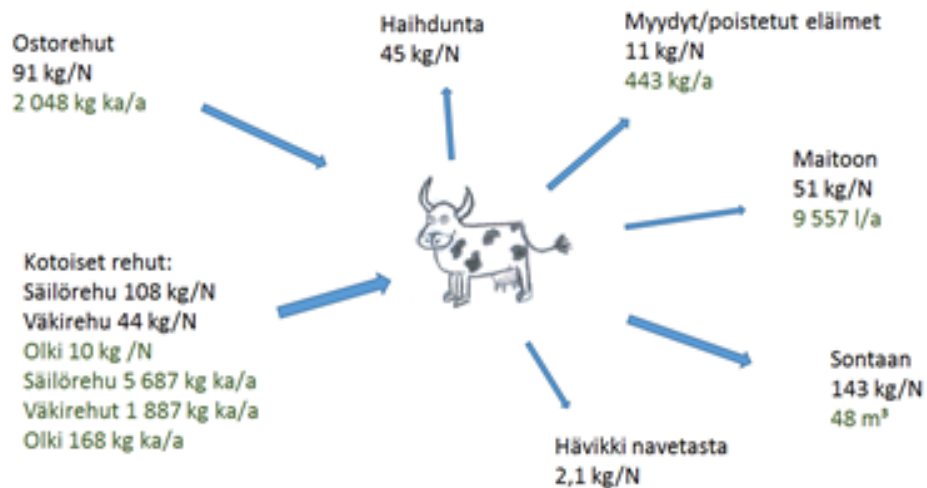 Ostorehut
91 kg/N
2 048 kg ka/a
Haihdunta
45 kg/N
Myydyt/poistetut eläimet
11 kg/N
443 kg/a
Maitoon
51 kg/N
9 557 l/a
Kotoiset rehut:
Säilörehu 108 kg/N
Väkirehu 44 kg/N
Olki 10 kg /N
Säilörehu 5 687 kg ka/a
Väkirehut 1 887 kg ka/a
Olki 168 kg ka/a
Sontaan
143 kg/N
48 m³
Hävikki navetasta
2,1 kg/N